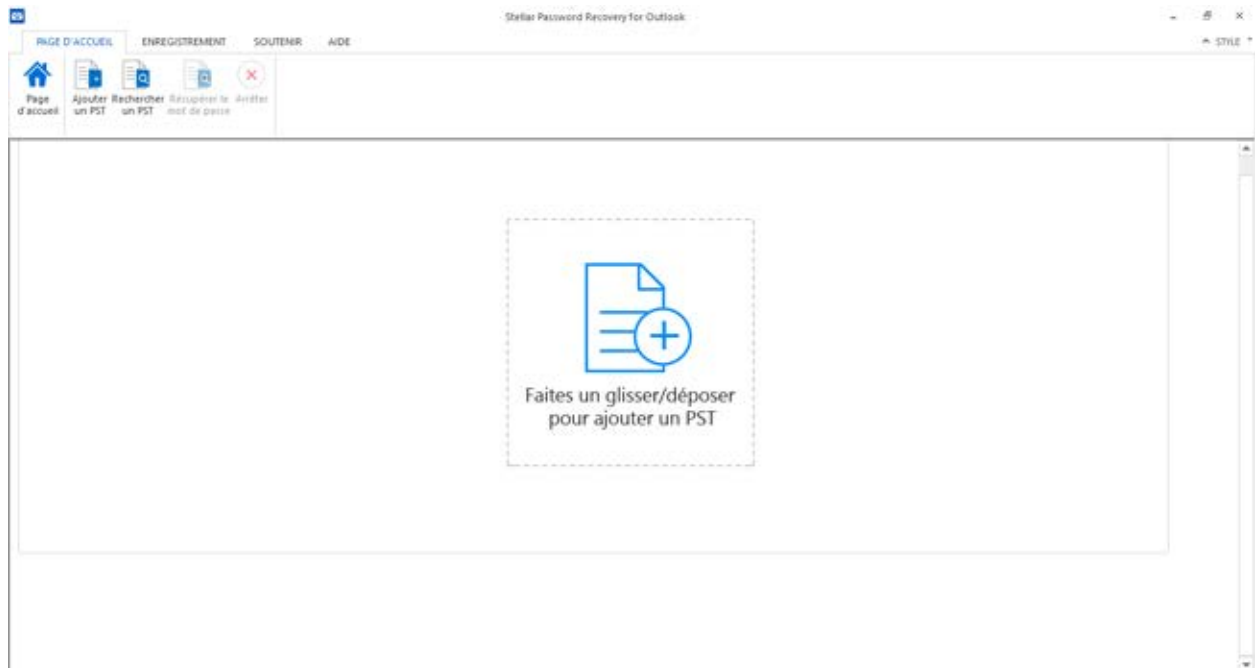 Stellar Password Recovery for Outlook
PAGE D'ACCUEIL ENREGISTREMENT SOUTENIR AIDE STYLE
Page d'accueil
Ajouter un PST
Rechercher un PST
Récupérer le mot de passe
Arrêter
Faites un glisser/déposer
pour ajouter un PST